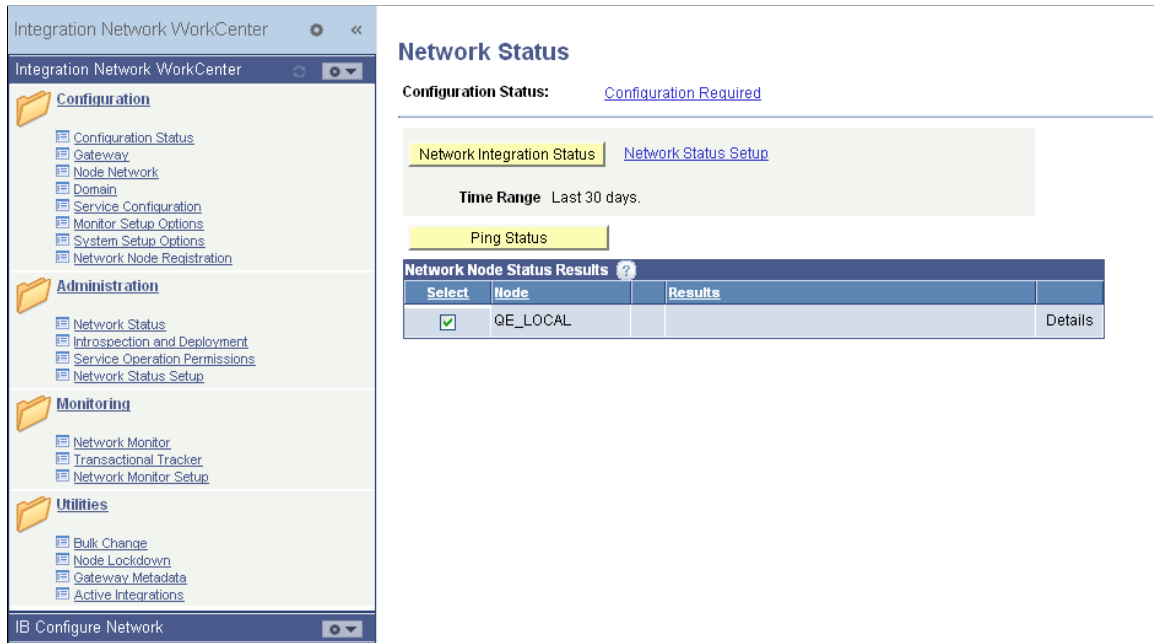 Integration Network WorkCenter
«
Integration Network WorkCenter
Configuration
Configuration Status
Gateway
Node Network
Domain
Service Configuration
Monitor Setup Options
System Setup Options
Network Node Registration
Administration
Network Status
Introspection and Deployment
Service Operation Permissions
Network Status Setup
Monitoring
Network Monitor
Transactional Tracker
Network Monitor Setup
Utilities
Bulk Change
Node Lockdown
Gateway Metadata
Active Integrations
IB Configure Network
Network Status
Configuration Status: Configuration Required
Network Integration Status Network Status Setup
Time Range Last 30 days.
Ping Status
Network Node Status Results ?
Select Node Results
QE_LOCAL Details